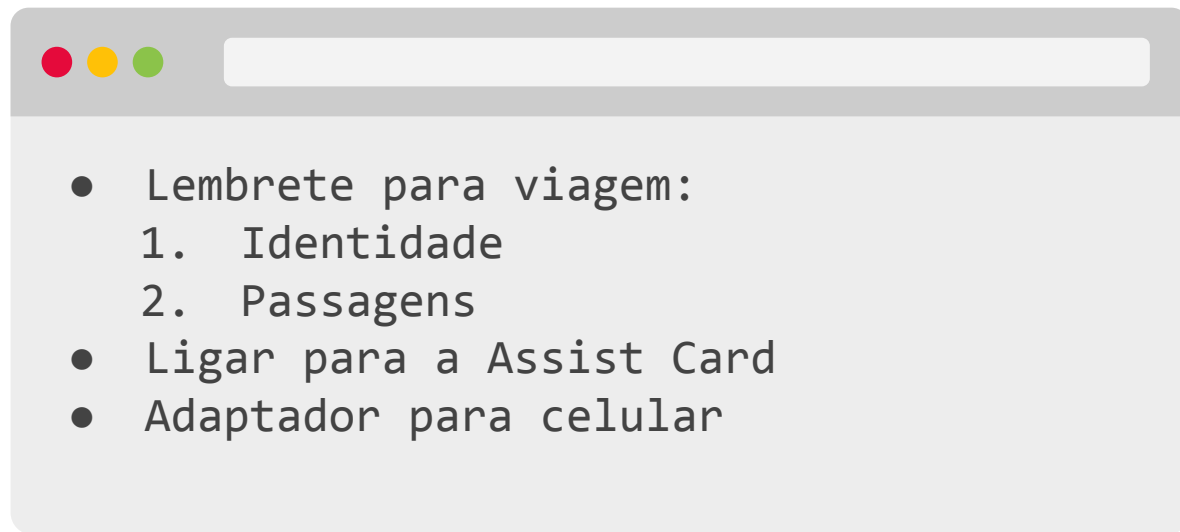 ● Lembrete para viagem:
1. Identidade
2. Passagens
● Ligar para a Assist Card
● Adaptador para celular